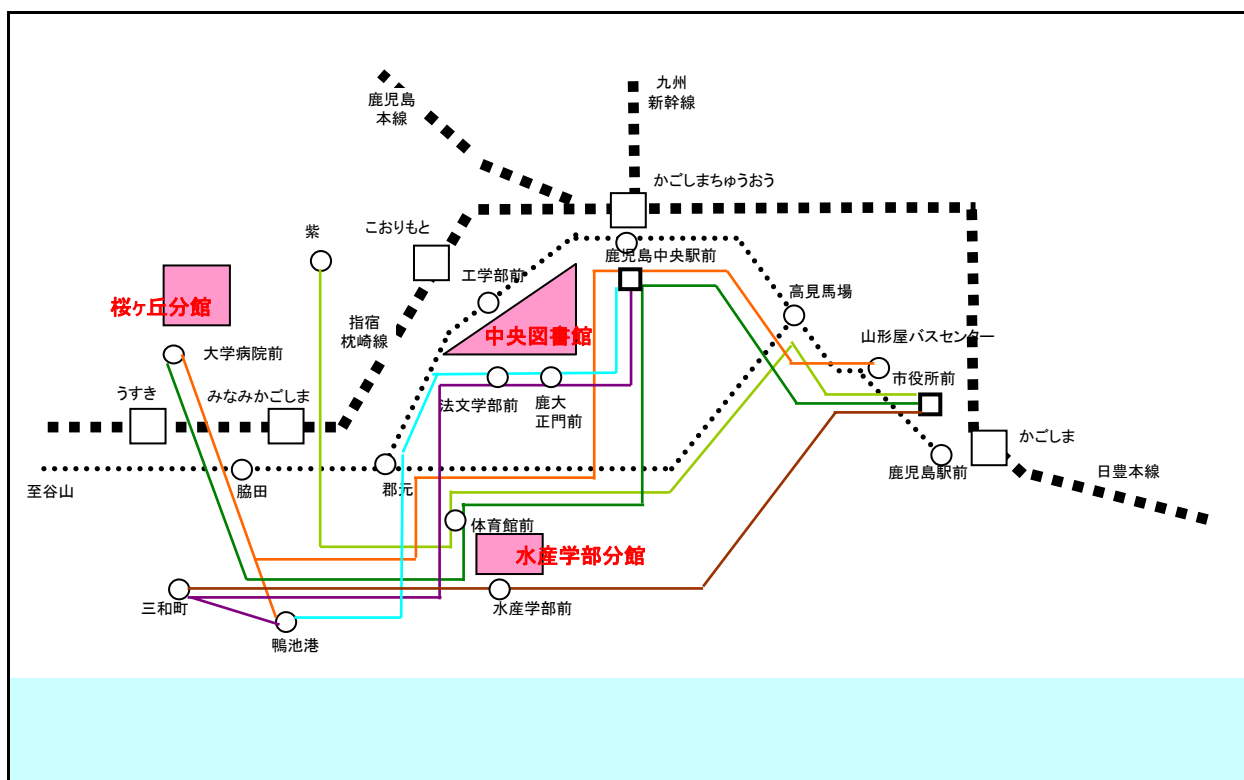 九州
新幹線
鹿児島
本線
かごしまちゅうおう
紫
こおりもと
鹿児島中央駅前
工学部前
高見馬場
桜ヶ丘分館
指宿
枕崎線
中央図書館
山形屋バスセンター
大学病院前
市役所前
うすき
みなみかごしま
法文学部前
鹿大
正門前
かごしま
鹿児島駅前
日豊本線
至谷山
脇田
郡元
体育館前
水産学部分館
三和町
水産学部前
鴨池港